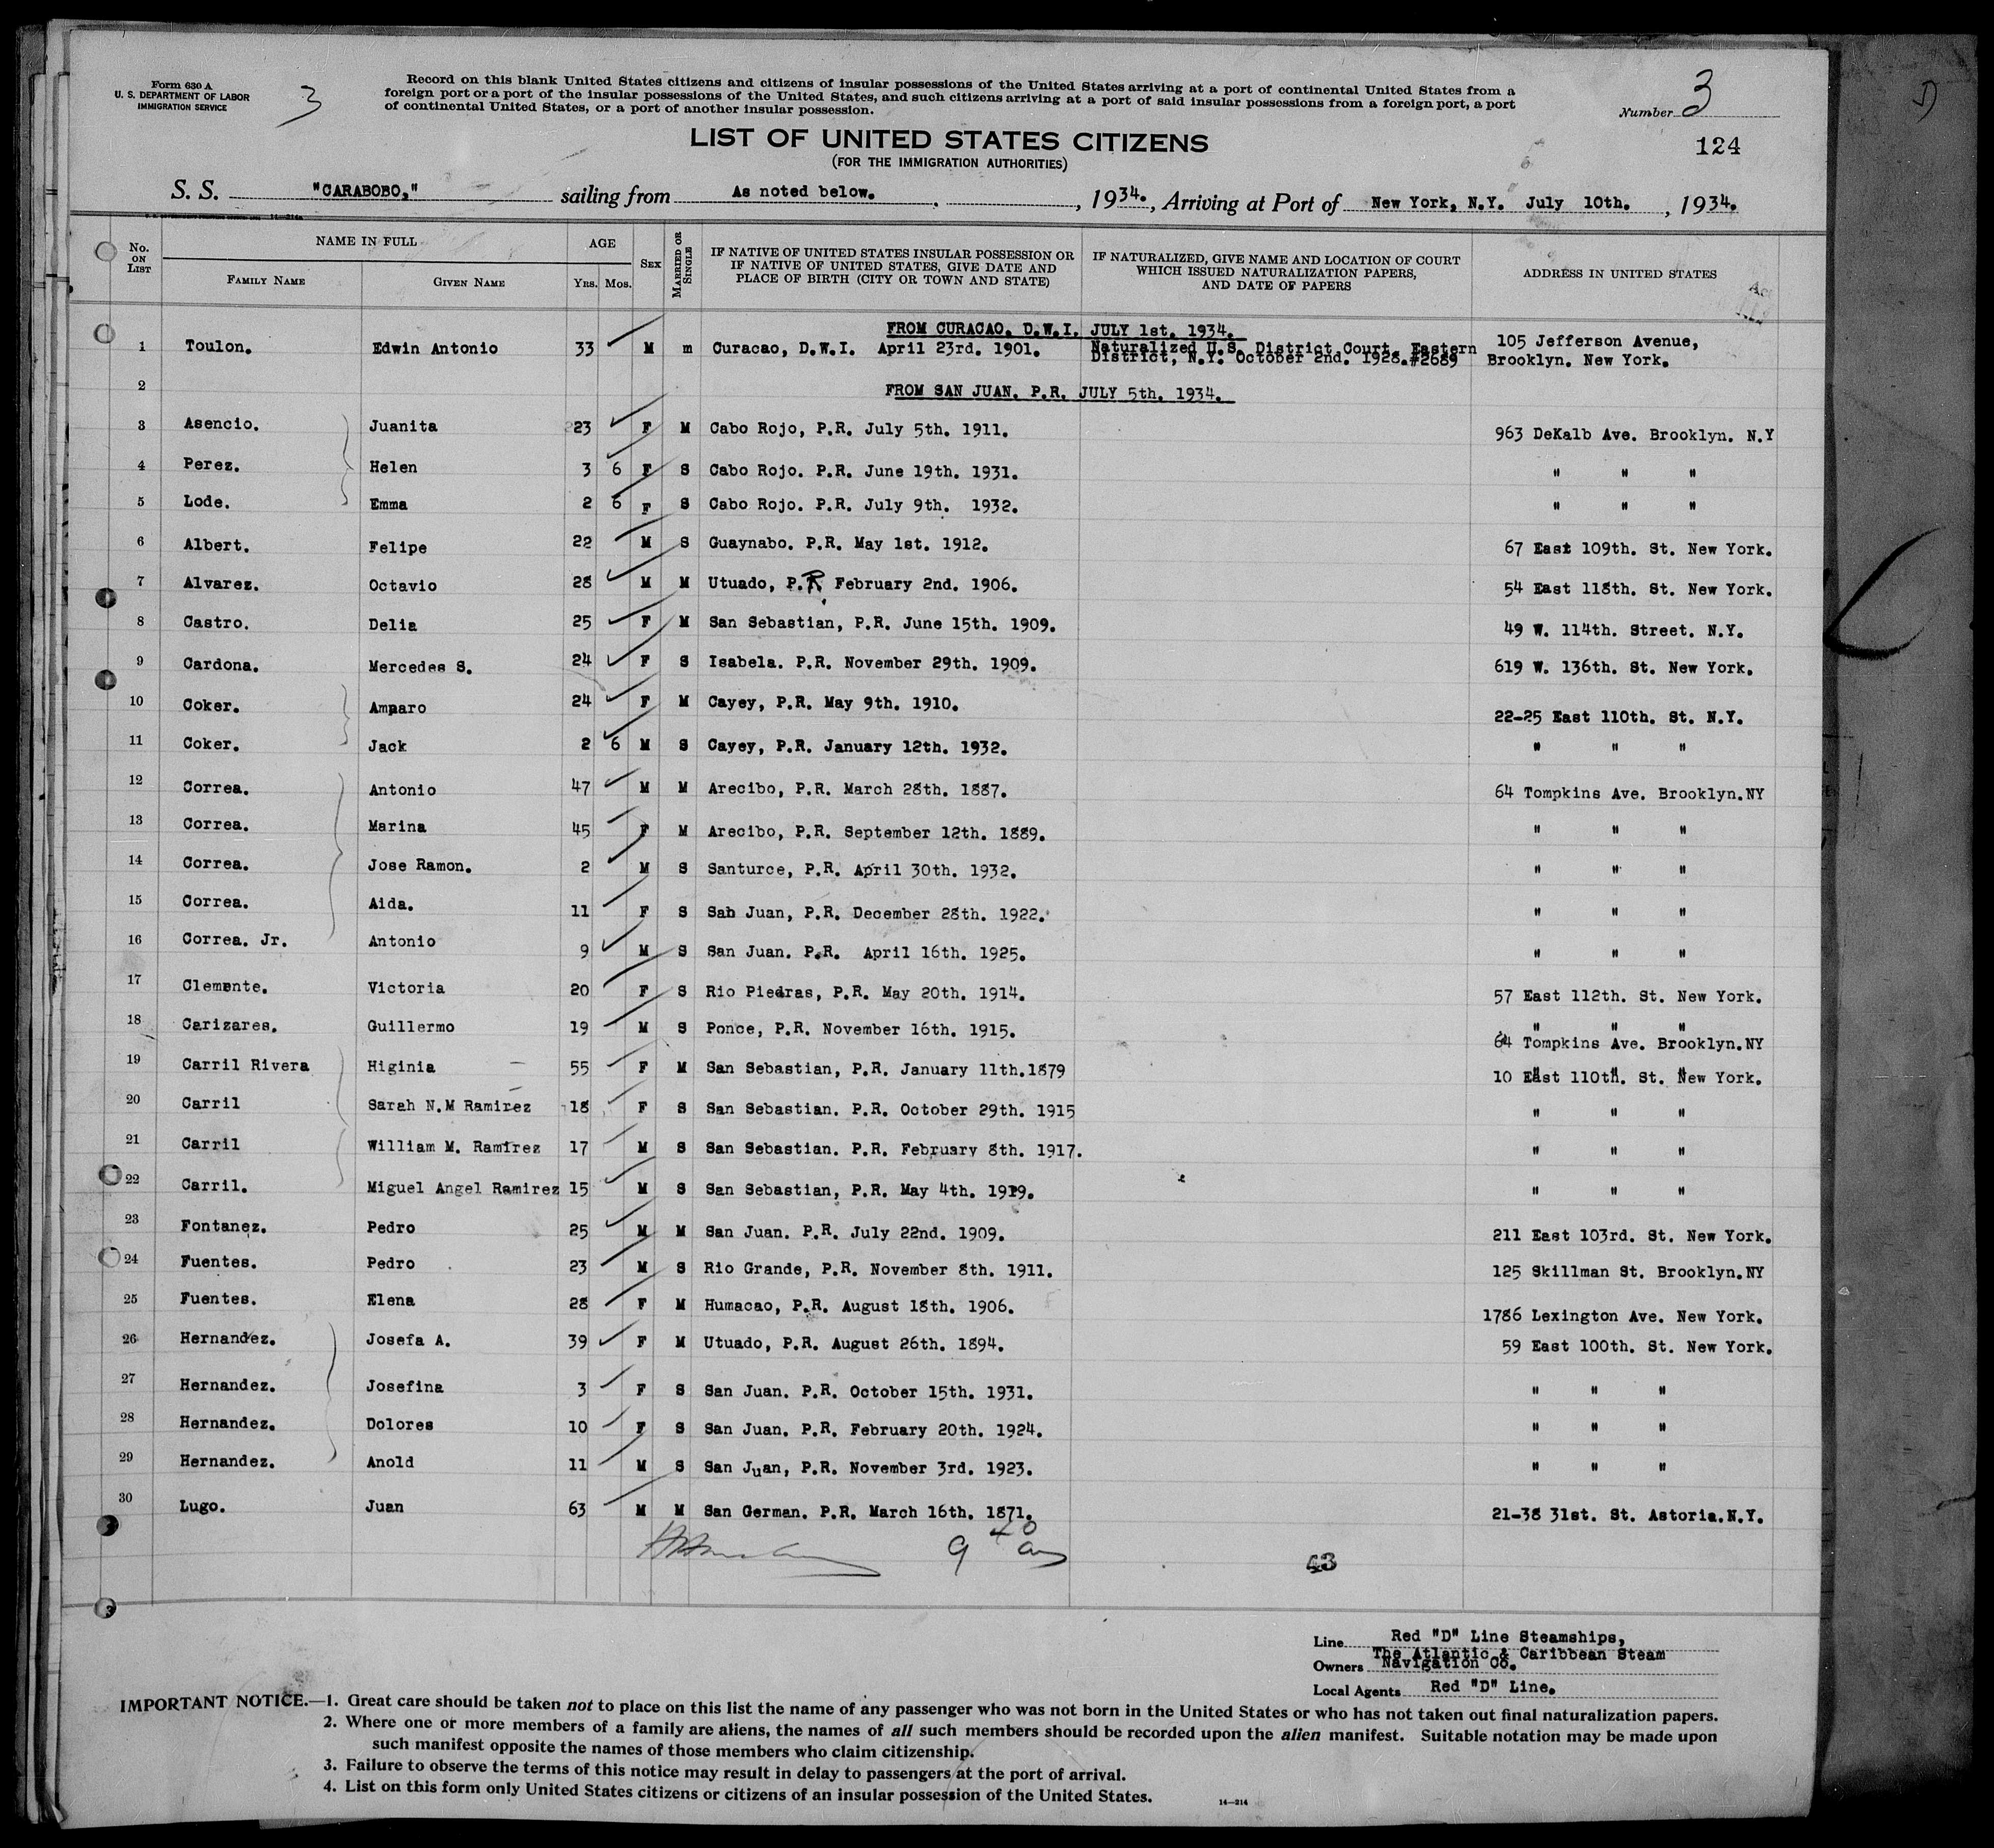 Form 630 A
U. S. DEPARTMENT OF LABOR
IMMIGRATION SERVICE
3
Record on this blank United States citizens and citizens of insular possessions of the United States arriving at a port of continental United States from a
foreign port or a port of the insular possessions of the United States, and such citizens arriving at a port of said insular possessions from a foreign port, a port
of continental United States, or a port of another insular possession.
Number 3
124
LIST OF UNITED STATES CITIZENS
(FOR THE IMMIGRATION AUTHORITIES)
S. S. "CARABOBO," sailing from As noted below. , 1934. , Arriving at Port of New York, N.Y. July 10th. , 1934.
No. ON LIST
NAME IN FULL
FAMILY NAME
GIVEN NAME
AGE
YRS. MOS.
SEX
MARRIED OR SINGLE
IF NATIVE OF UNITED STATES INSULAR POSSESSION OR
IF NATIVE OF UNITED STATES, GIVE DATE AND
PLACE OF BIRTH (CITY OR TOWN AND STATE)
IF NATURALIZED, GIVE NAME AND LOCATION OF COURT
WHICH ISSUED NATURALIZATION PAPERS,
AND DATE OF PAPERS
ADDRESS IN UNITED STATES
FROM CURACAO. D.W.I. JULY 1st. 1934.
1 Toulon. Edwin Antonio 33 M m Curacao, D.W.I. April 23rd. 1901. Naturalized U.S. District Court, Eastern 105 Jefferson Avenue,
District, N.Y. October 2nd. 1928.#2689 Brooklyn. New York.
2 FROM SAN JUAN. P.R. JULY 5th. 1934.
3 Asencio. Juanita 23 F M Cabo Rojo, P.R. July 5th. 1911. 963 DeKalb Ave. Brooklyn. N.Y
4 Perez. Helen 3 6 F S Cabo Rojo. P.R. June 19th. 1931. " " "
5 Lode. Emma 2 6 F S Cabo Rojo. P.R. July 9th. 1932. " " "
6 Albert. Felipe 22 M S Guaynabo. P.R. May 1st. 1912. 67 East 109th. St. New York.
7 Alvarez. Octavio 28 M M Utuado, P.R February 2nd. 1906. 54 East 118th. St. New York.
8 Castro. Delia 25 F M San Sebastian, P.R. June 15th. 1909. 49 W. 114th. Street. N.Y.
9 Cardona. Mercedes S. 24 F S Isabela. P.R. November 29th. 1909. 619 W. 136th. St. New York.
10 Coker. Amparo 24 F M Cayey, P.R. May 9th. 1910. 22-25 East 110th. St. N.Y.
11 Coker. Jack 2 6 M S Cayey, P.R. January 12th. 1932. " " "
12 Correa. Antonio 47 M M Arecibo, P.R. March 28th. 1887. 64 Tompkins Ave. Brooklyn.NY
13 Correa. Marina 45 F M Arecibo, P.R. September 12th. 1889. " " "
14 Correa. Jose Ramon. 2 M S Santurce, P.R. April 30th. 1932. " " "
15 Correa. Aida. 11 F S San Juan, P.R. December 28th. 1922. " " "
16 Correa. Jr. Antonio 9 M S San Juan. P.R. April 16th. 1925. " " "
17 Clemente. Victoria 20 F S Rio Piedras, P.R. May 20th. 1914. 57 East 112th. St. New York.
18 Carizares. Guillermo 19 M S Ponce, P.R. November 16th. 1915. " " "
64 Tompkins Ave. Brooklyn.NY
19 Carril Rivera Higinia 55 F M San Sebastian, P.R. January 11th.1879 10 East 110th. St. New York.
20 Carril Sarah N.M Ramirez 18 F S San Sebastian. P.R. October 29th. 1915 " " "
21 Carril William M. Ramirez 17 M S San Sebastian. P.R. February 8th. 1917. " " "
22 Carril. Miguel Angel Ramirez 15 M S San Sebastian, P.R. May 4th. 1919. " " "
23 Fontanez. Pedro 25 M M San Juan. P.R. July 22nd. 1909. 211 East 103rd. St. New York.
24 Fuentes. Pedro 23 M S Rio Grande, P.R. November 8th. 1911. 125 Skillman St. Brooklyn.NY
25 Fuentes. Elena 28 F M Humacao, P.R. August 18th. 1906. 1786 Lexington Ave. New York.
26 Hernandez. Josefa A. 39 F M Utuado, P.R. August 26th. 1894. 59 East 100th. St. New York.
27 Hernandez. Josefina 3 F S San Juan. P.R. October 15th. 1931. " " "
28 Hernandez. Dolores 10 F S San Juan. P.R. February 20th. 1924. " " "
29 Hernandez. Anold 11 M S San Juan, P.R. November 3rd. 1923. " " "
30 Lugo. Juan 63 M M San German. P.R. March 16th. 1871. 21-38 31st. St. Astoria.N.Y.
9 40 am
43
Line Red "D" Line Steamships,
The Atlantic & Caribbean Steam
Owners Navigation Co.
Local Agents Red "D" Line.
IMPORTANT NOTICE.—1. Great care should be taken not to place on this list the name of any passenger who was not born in the United States or who has not taken out final naturalization papers.
2. Where one or more members of a family are aliens, the names of all such members should be recorded upon the alien manifest. Suitable notation may be made upon
such manifest opposite the names of those members who claim citizenship.
3. Failure to observe the terms of this notice may result in delay to passengers at the port of arrival.
4. List on this form only United States citizens or citizens of an insular possession of the United States.
14—214